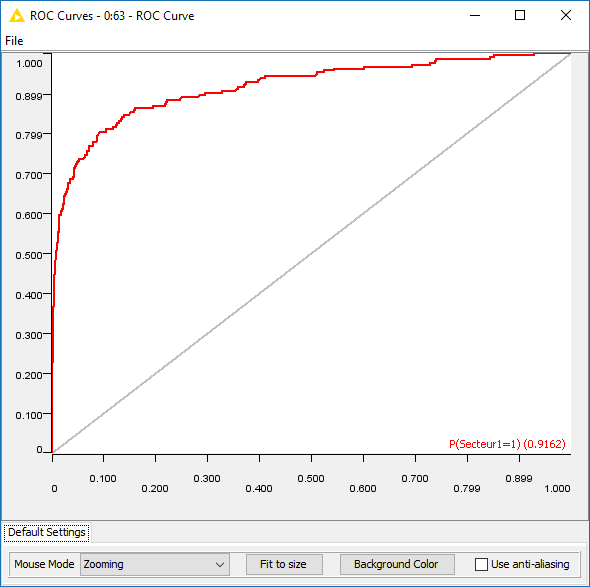 ROC Curves - 0:63 - ROC Curve
File
1.000
0.899
0.799
0.700
0.600
0.500
0.400
0.300
0.200
0.100
0
P(Secteur1=1) (0.9162)
0.100 0.300 0.500 0.700 0.899
0 0.200 0.400 0.600 0.799 1.000
Default Settings
Mouse Mode Zooming Fit to size Background Color Use anti-aliasing